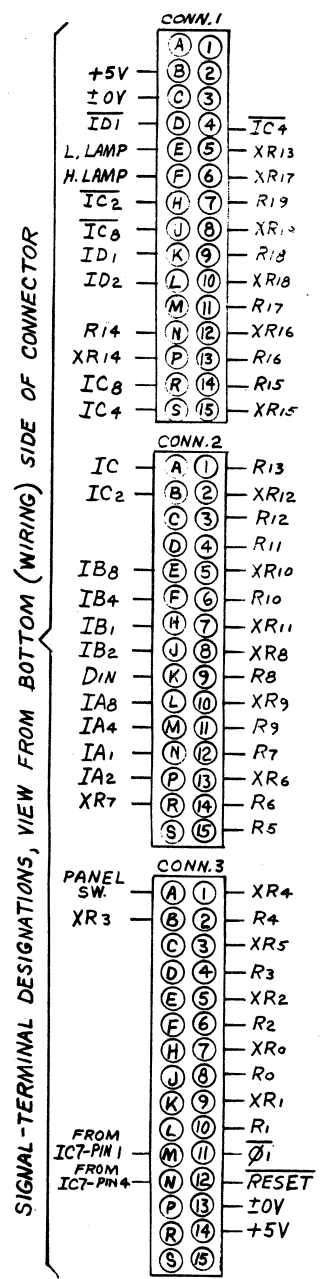 SIGNAL-TERMINAL DESIGNATIONS, VIEW FROM BOTTOM (WIRING) SIDE OF CONNECTOR
CONN.1
A 1
+5V B 2
±0V C 3
I̅D̅1̅ D 4 I̅C̅4̅
L.LAMP E 5 XR13
H.LAMP F 6 XR17
I̅C̅2̅ H 7 R19
I̅C̅8̅ J 8
ID1 K 9 R18
ID2 L 10 XR18
M 11 R17
R14 N 12 XR16
XR14 P 13 R16
IC8 R 14 R15
IC4 S 15 XR15
CONN.2
IC A 1 R13
IC2 B 2 XR12
C 3 R12
D 4 R11
IB8 E 5 XR10
IB4 F 6 R10
IB1 H 7 XR11
IB2 J 8 XR8
DIN K 9 R8
IA8 L 10 XR9
IA4 M 11 R9
IA1 N 12 R7
IA2 P 13 XR6
XR7 R 14 R6
S 15 R5
CONN.3
PANEL
SW. A 1 XR4
XR3 B 2 R4
C 3 XR5
D 4 R3
E 5 XR2
F 6 R2
H 7 XR0
J 8 R0
K 9 XR1
L 10 R1
FROM
IC7-PIN 1 M 11 Ø̅1̅
FROM
IC7-PIN 4 N 12 R̅E̅S̅E̅T̅
P 13 ±0V
R 14 +5V
S 15